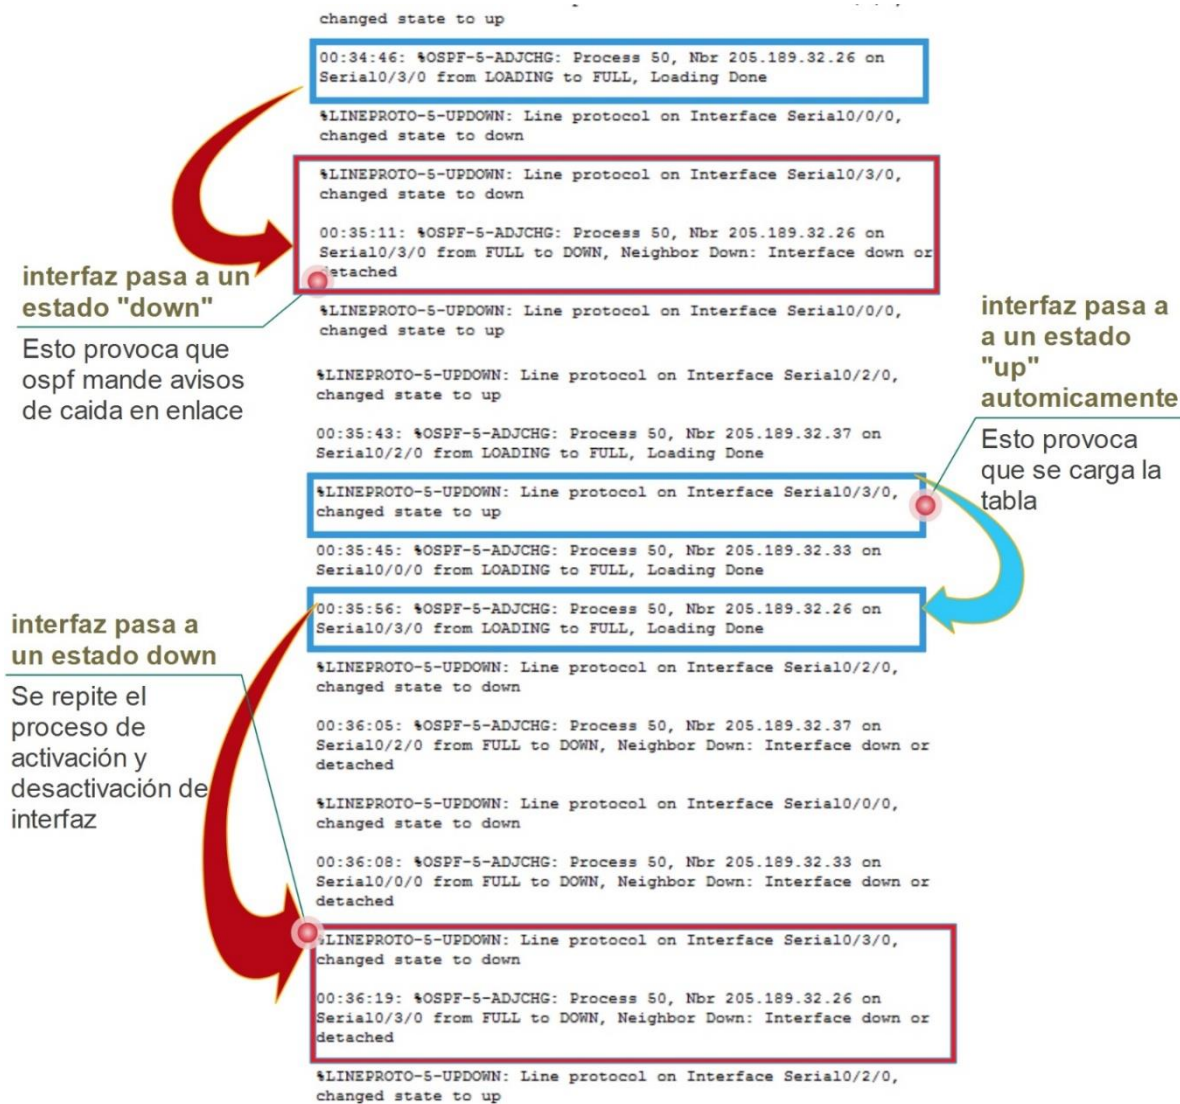 changed state to up
00:34:46: %OSPF-5-ADJCHG: Process 50, Nbr 205.189.32.26 on
Serial0/3/0 from LOADING to FULL, Loading Done
%LINEPROTO-5-UPDOWN: Line protocol on Interface Serial0/0/0,
changed state to down
%LINEPROTO-5-UPDOWN: Line protocol on Interface Serial0/3/0,
changed state to down
00:35:11: %OSPF-5-ADJCHG: Process 50, Nbr 205.189.32.26 on
Serial0/3/0 from FULL to DOWN, Neighbor Down: Interface down or
detached
interfaz pasa a un
estado "down"
Esto provoca que
ospf mande avisos
de caida en enlace
%LINEPROTO-5-UPDOWN: Line protocol on Interface Serial0/0/0,
changed state to up
%LINEPROTO-5-UPDOWN: Line protocol on Interface Serial0/2/0,
changed state to up
00:35:43: %OSPF-5-ADJCHG: Process 50, Nbr 205.189.32.37 on
Serial0/2/0 from LOADING to FULL, Loading Done
interfaz pasa a
a un estado
"up"
automicamente
Esto provoca
que se carga la
tabla
%LINEPROTO-5-UPDOWN: Line protocol on Interface Serial0/3/0,
changed state to up
00:35:45: %OSPF-5-ADJCHG: Process 50, Nbr 205.189.32.33 on
Serial0/0/0 from LOADING to FULL, Loading Done
00:35:56: %OSPF-5-ADJCHG: Process 50, Nbr 205.189.32.26 on
Serial0/3/0 from LOADING to FULL, Loading Done
interfaz pasa a
un estado down
Se repite el
proceso de
activación y
desactivación de
interfaz
%LINEPROTO-5-UPDOWN: Line protocol on Interface Serial0/2/0,
changed state to down
00:36:05: %OSPF-5-ADJCHG: Process 50, Nbr 205.189.32.37 on
Serial0/2/0 from FULL to DOWN, Neighbor Down: Interface down or
detached
%LINEPROTO-5-UPDOWN: Line protocol on Interface Serial0/0/0,
changed state to down
00:36:08: %OSPF-5-ADJCHG: Process 50, Nbr 205.189.32.33 on
Serial0/0/0 from FULL to DOWN, Neighbor Down: Interface down or
detached
%LINEPROTO-5-UPDOWN: Line protocol on Interface Serial0/3/0,
changed state to down
00:36:19: %OSPF-5-ADJCHG: Process 50, Nbr 205.189.32.26 on
Serial0/3/0 from FULL to DOWN, Neighbor Down: Interface down or
detached
%LINEPROTO-5-UPDOWN: Line protocol on Interface Serial0/2/0,
changed state to up